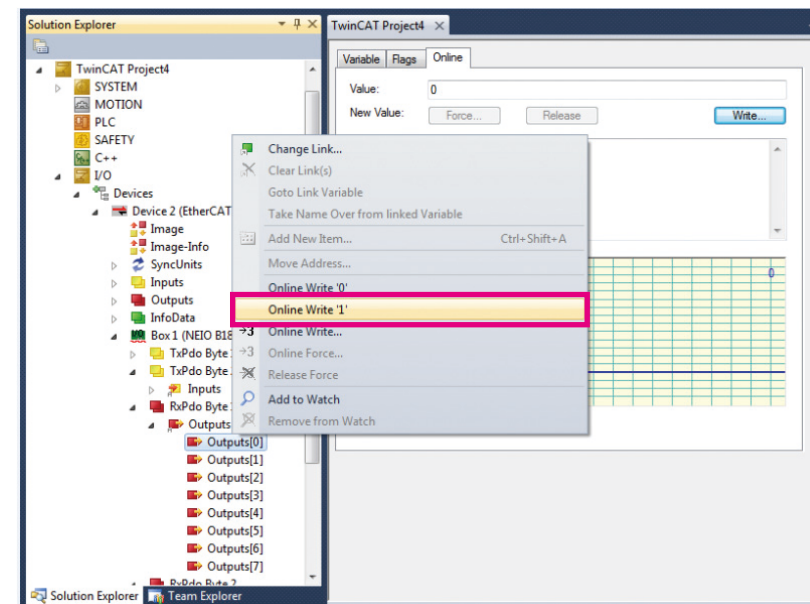 Solution Explorer
TwinCAT Project4
SYSTEM
MOTION
PLC
SAFETY
C++
I/O
Devices
Device 2 (EtherCAT
Image
Image-Info
SyncUnits
Inputs
Outputs
InfoData
Box 1 (NEIO B18
TxPdo Byte
TxPdo Byte
Inputs
RxPdo Byte
Outputs
Outputs[0]
Outputs[1]
Outputs[2]
Outputs[3]
Outputs[4]
Outputs[5]
Outputs[6]
Outputs[7]
RxPdo Byte 2
Solution Explorer Team Explorer
Change Link...
Clear Link(s)
Goto Link Variable
Take Name Over from linked Variable
Add New Item... Ctrl+Shift+A
Move Address...
Online Write '0'
Online Write '1'
→3 Online Write...
→3 Online Force...
Release Force
Add to Watch
Remove from Watch
TwinCAT Project4
Variable Flags Online
Value: 0
New Value: Force... Release Write...
0